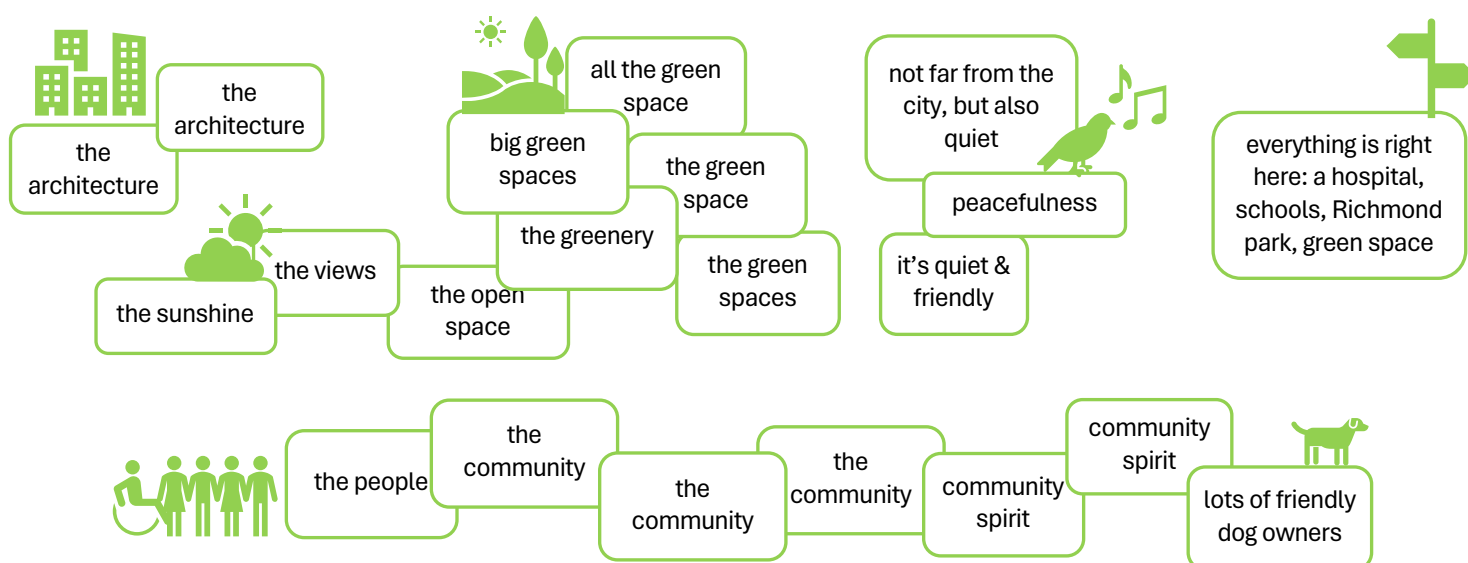 the
architecture
the
architecture
the sunshine
the views
the open
space
all the green
space
big green
spaces
the green
space
the greenery
the green
spaces
not far from the
city, but also
quiet
peacefulness
it’s quiet &
friendly
everything is right
here: a hospital,
schools, Richmond
park, green space
the people
the
community
the
community
the
community
community
spirit
community
spirit
lots of friendly
dog owners